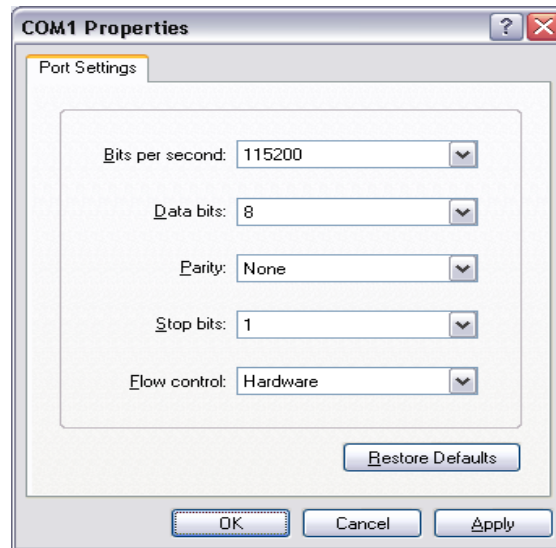 COM1 Properties
Port Settings
Bits per second: 115200
Data bits: 8
Parity: None
Stop bits: 1
Flow control: Hardware
Restore Defaults
OK Cancel Apply